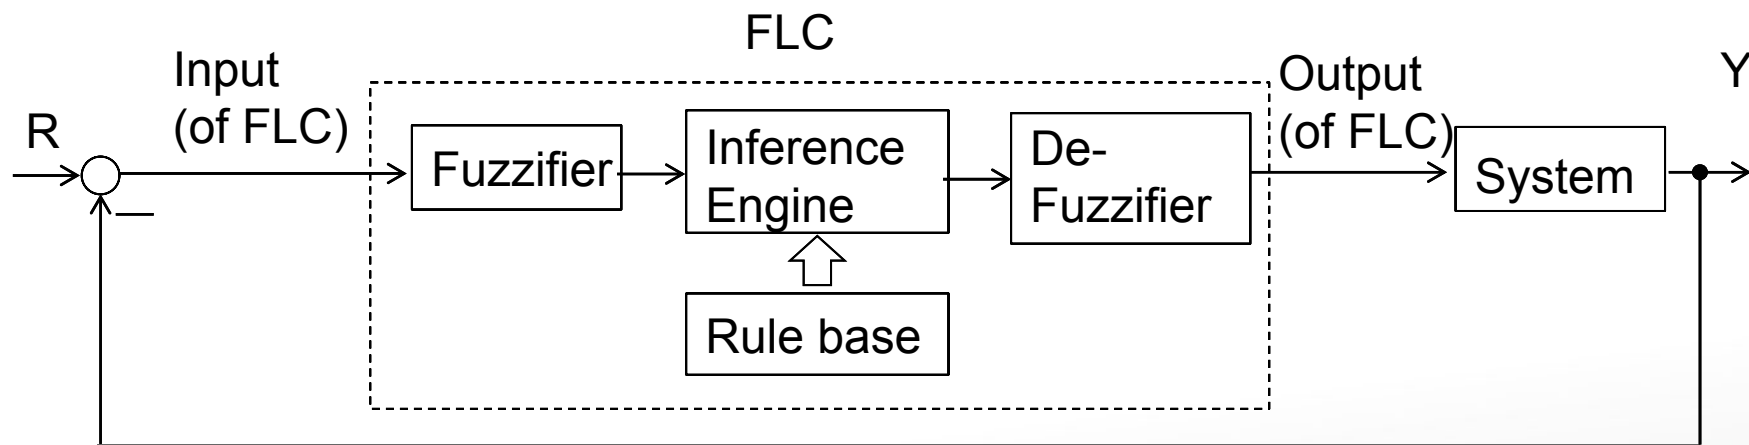 FLC
Input
(of FLC)
Output
(of FLC)
Y
R
Fuzzifier
Inference
Engine
De-
Fuzzifier
System
Rule base